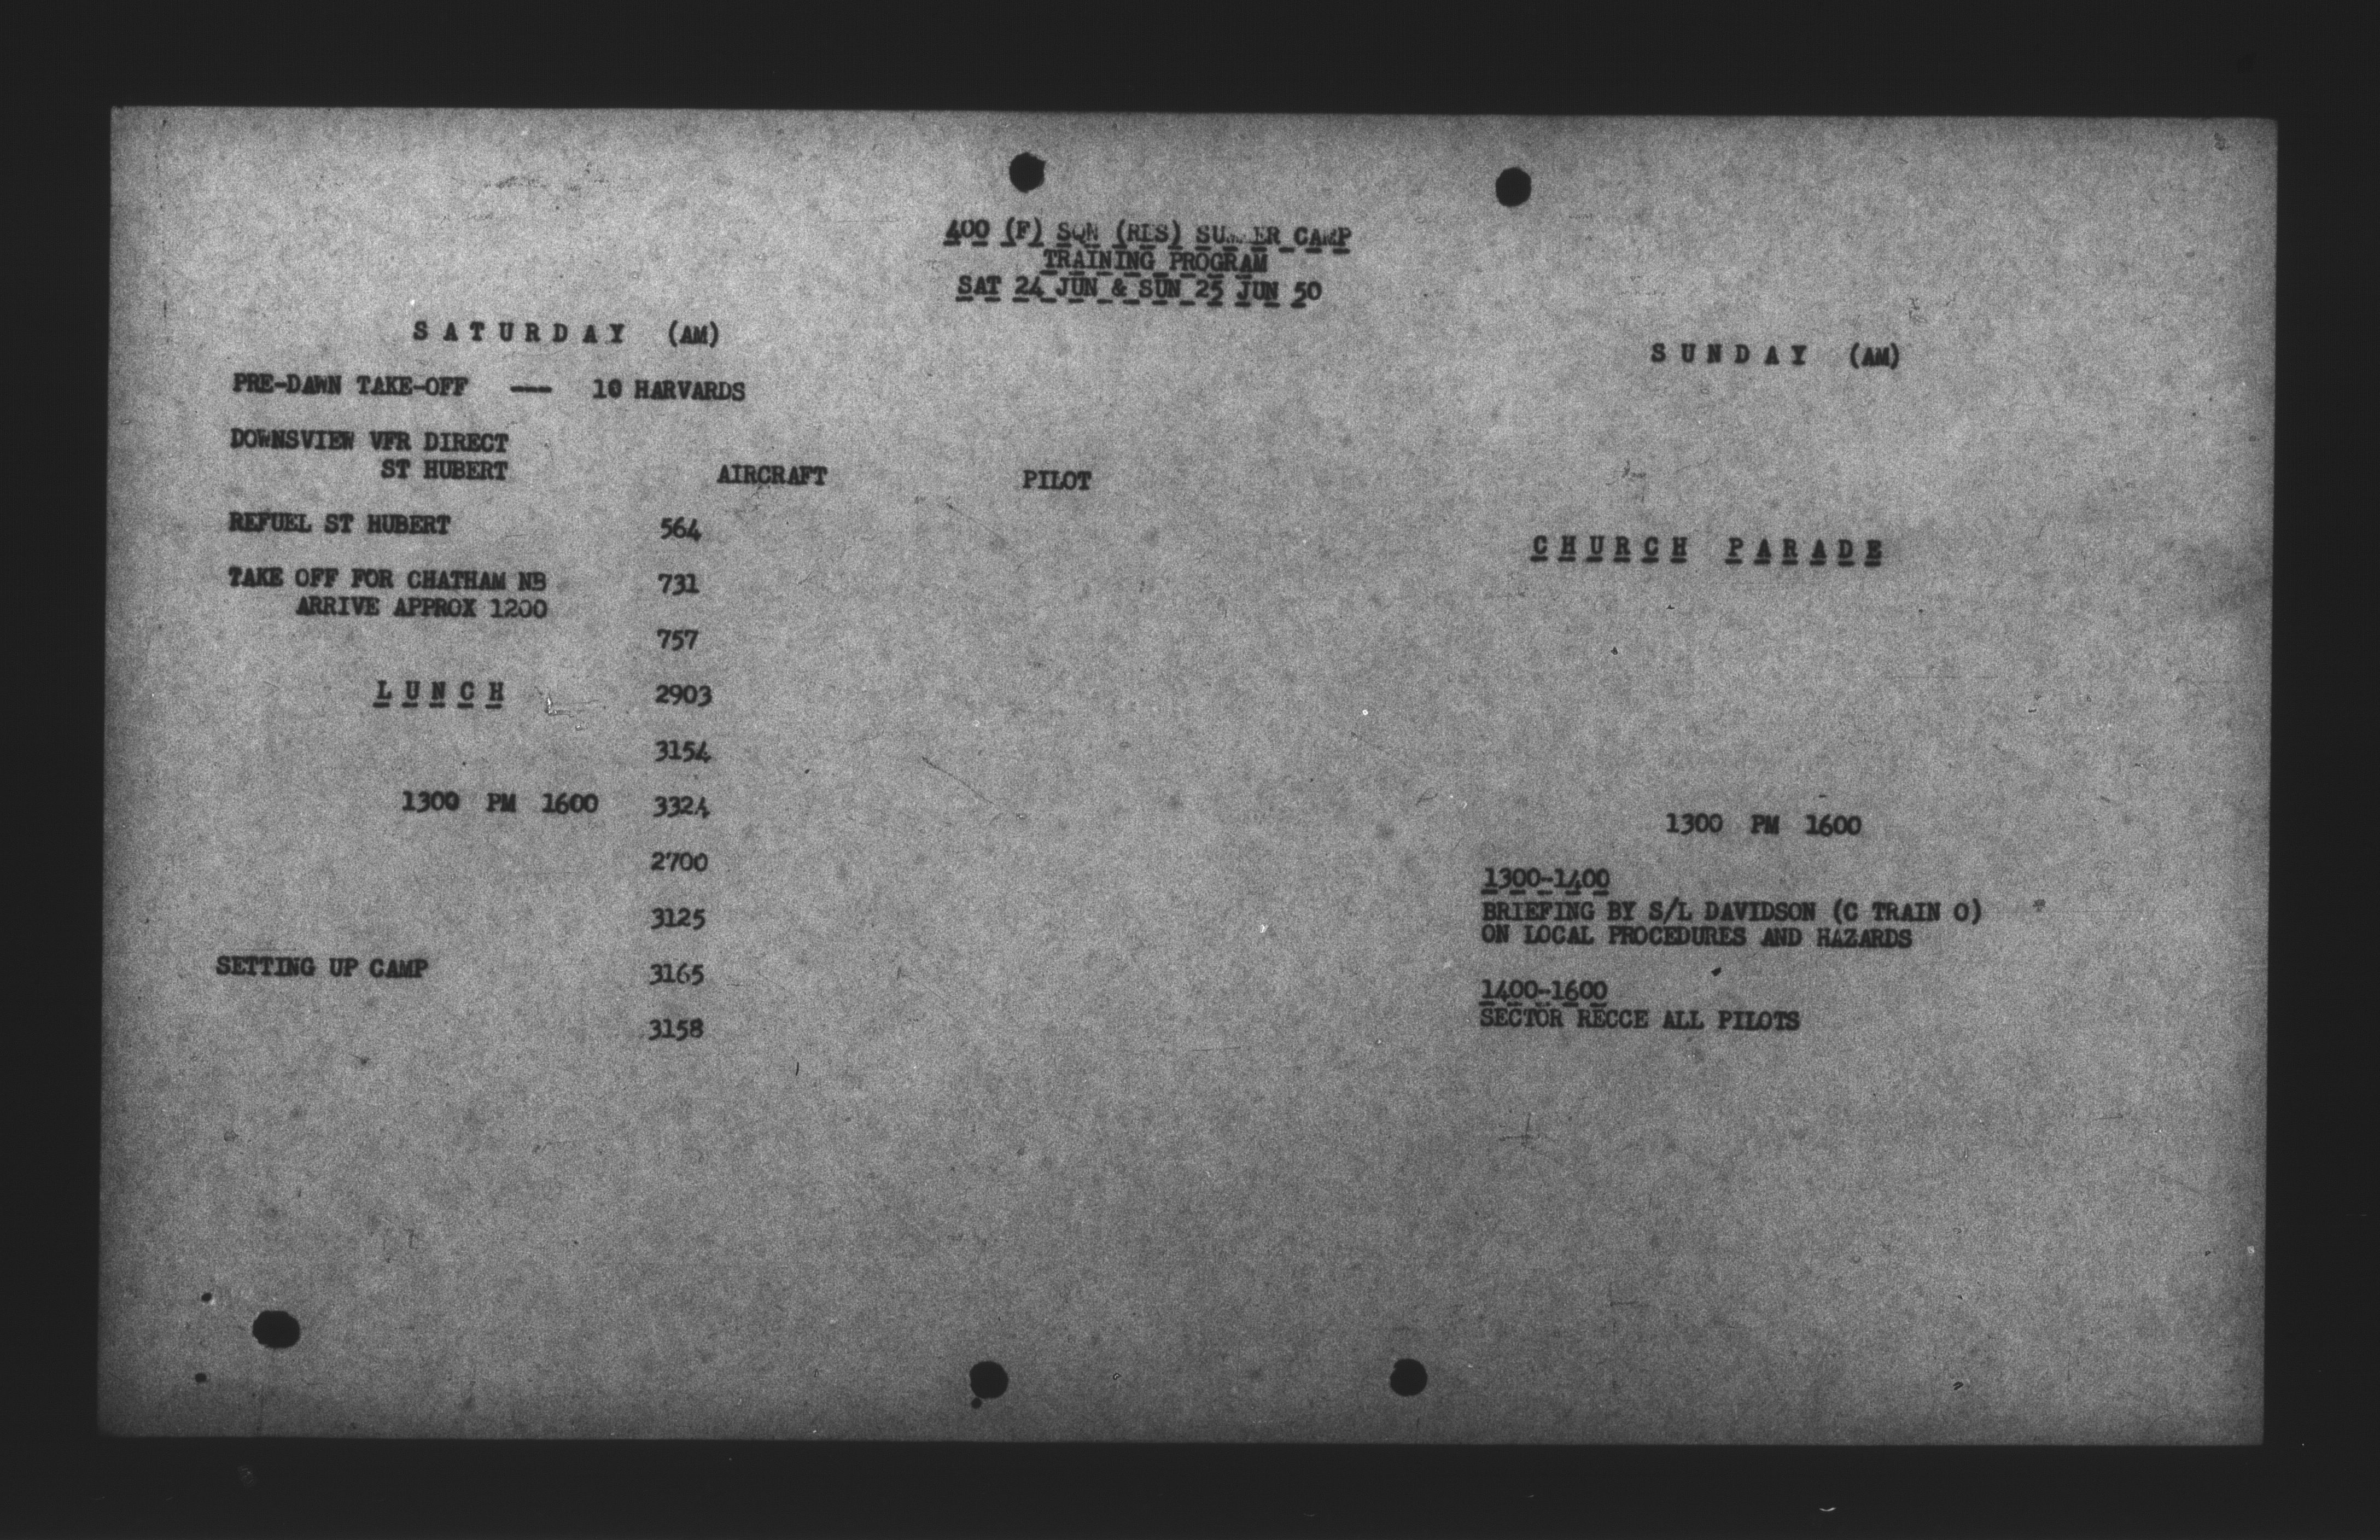 400 (F) SQN (RES) SUMMER CAMP
TRAINING PROGRAM
SAT 24 JUN & SUN 25 JUN 50
SATURDAY (AM)
PRE-DAWN TAKE-OFF --- 10 HARVARDS
DOWNSVIEW VFR DIRECT
ST HUBERT
REFUEL ST HUBERT
TAKE OFF FOR CHATHAM NB
ARRIVE APPROX 1200
LUNCH
1300 PM 1600
SETTING UP CAMP
AIRCRAFT PILOT
564
731
757
2903
3154
3324
2700
3125
3165
3158
SUNDAY (AM)
CHURCH PARADE
1300 PM 1600
1300-1400
BRIEFING BY S/L DAVIDSON (C TRAIN O)
ON LOCAL PROCEDURES AND HAZARDS
1400-1600
SECTOR RECCE ALL PILOTS